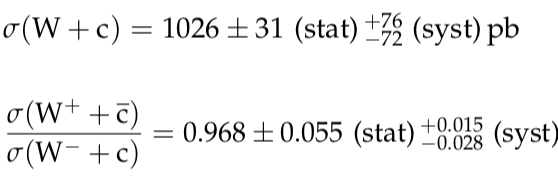 σ(W + c) = 1026 ± 31 (stat) +76 −72 (syst) pb
σ(W⁺ + c̄) / σ(W⁻ + c) = 0.968 ± 0.055 (stat) +0.015 −0.028 (syst)